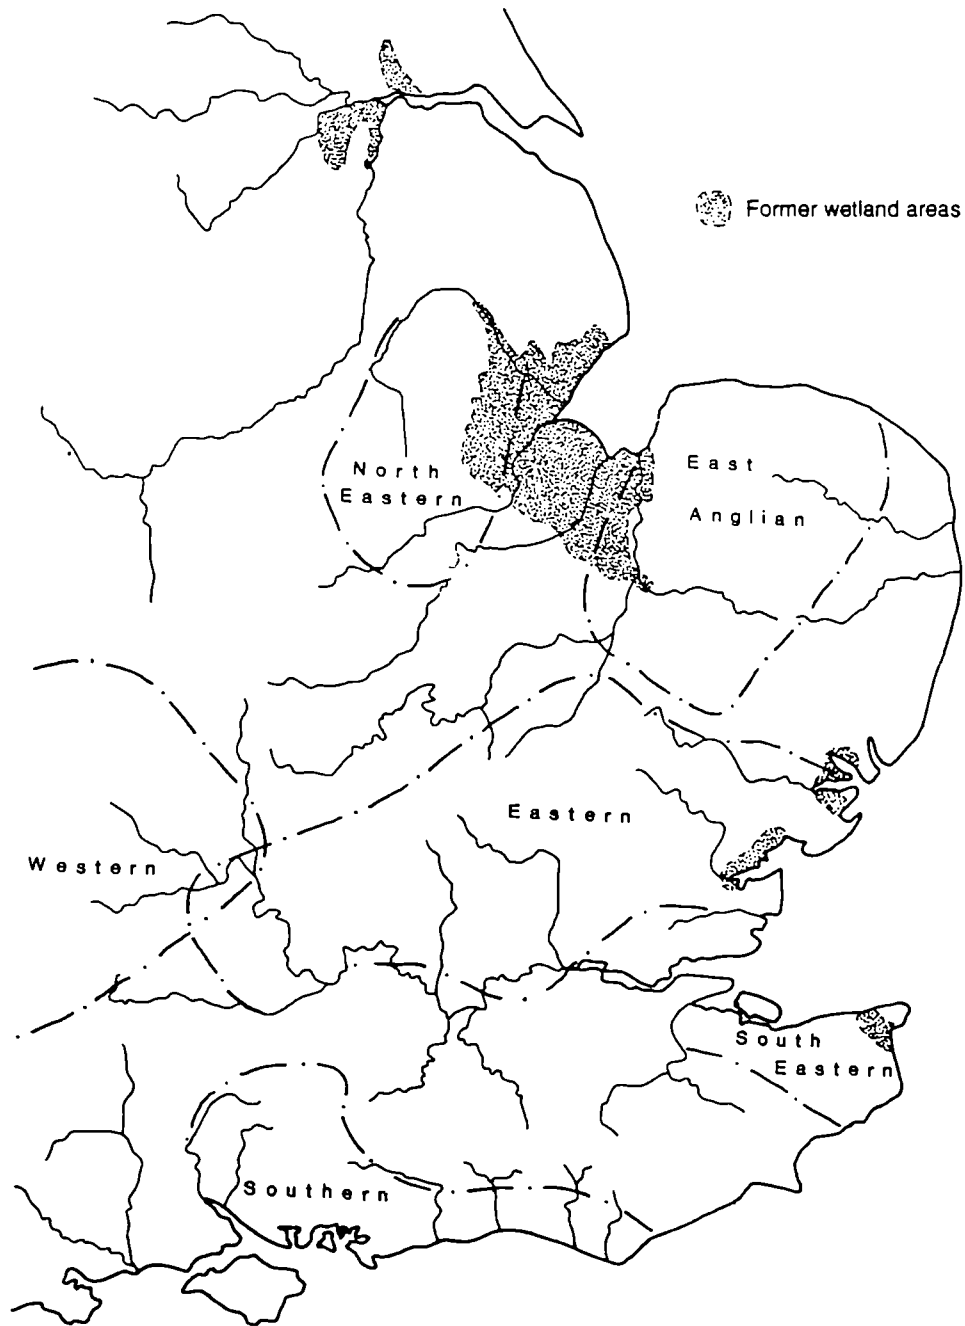 Former wetland areas
North
Eastern
East
Anglian
Eastern
Western
South
Eastern
Southern